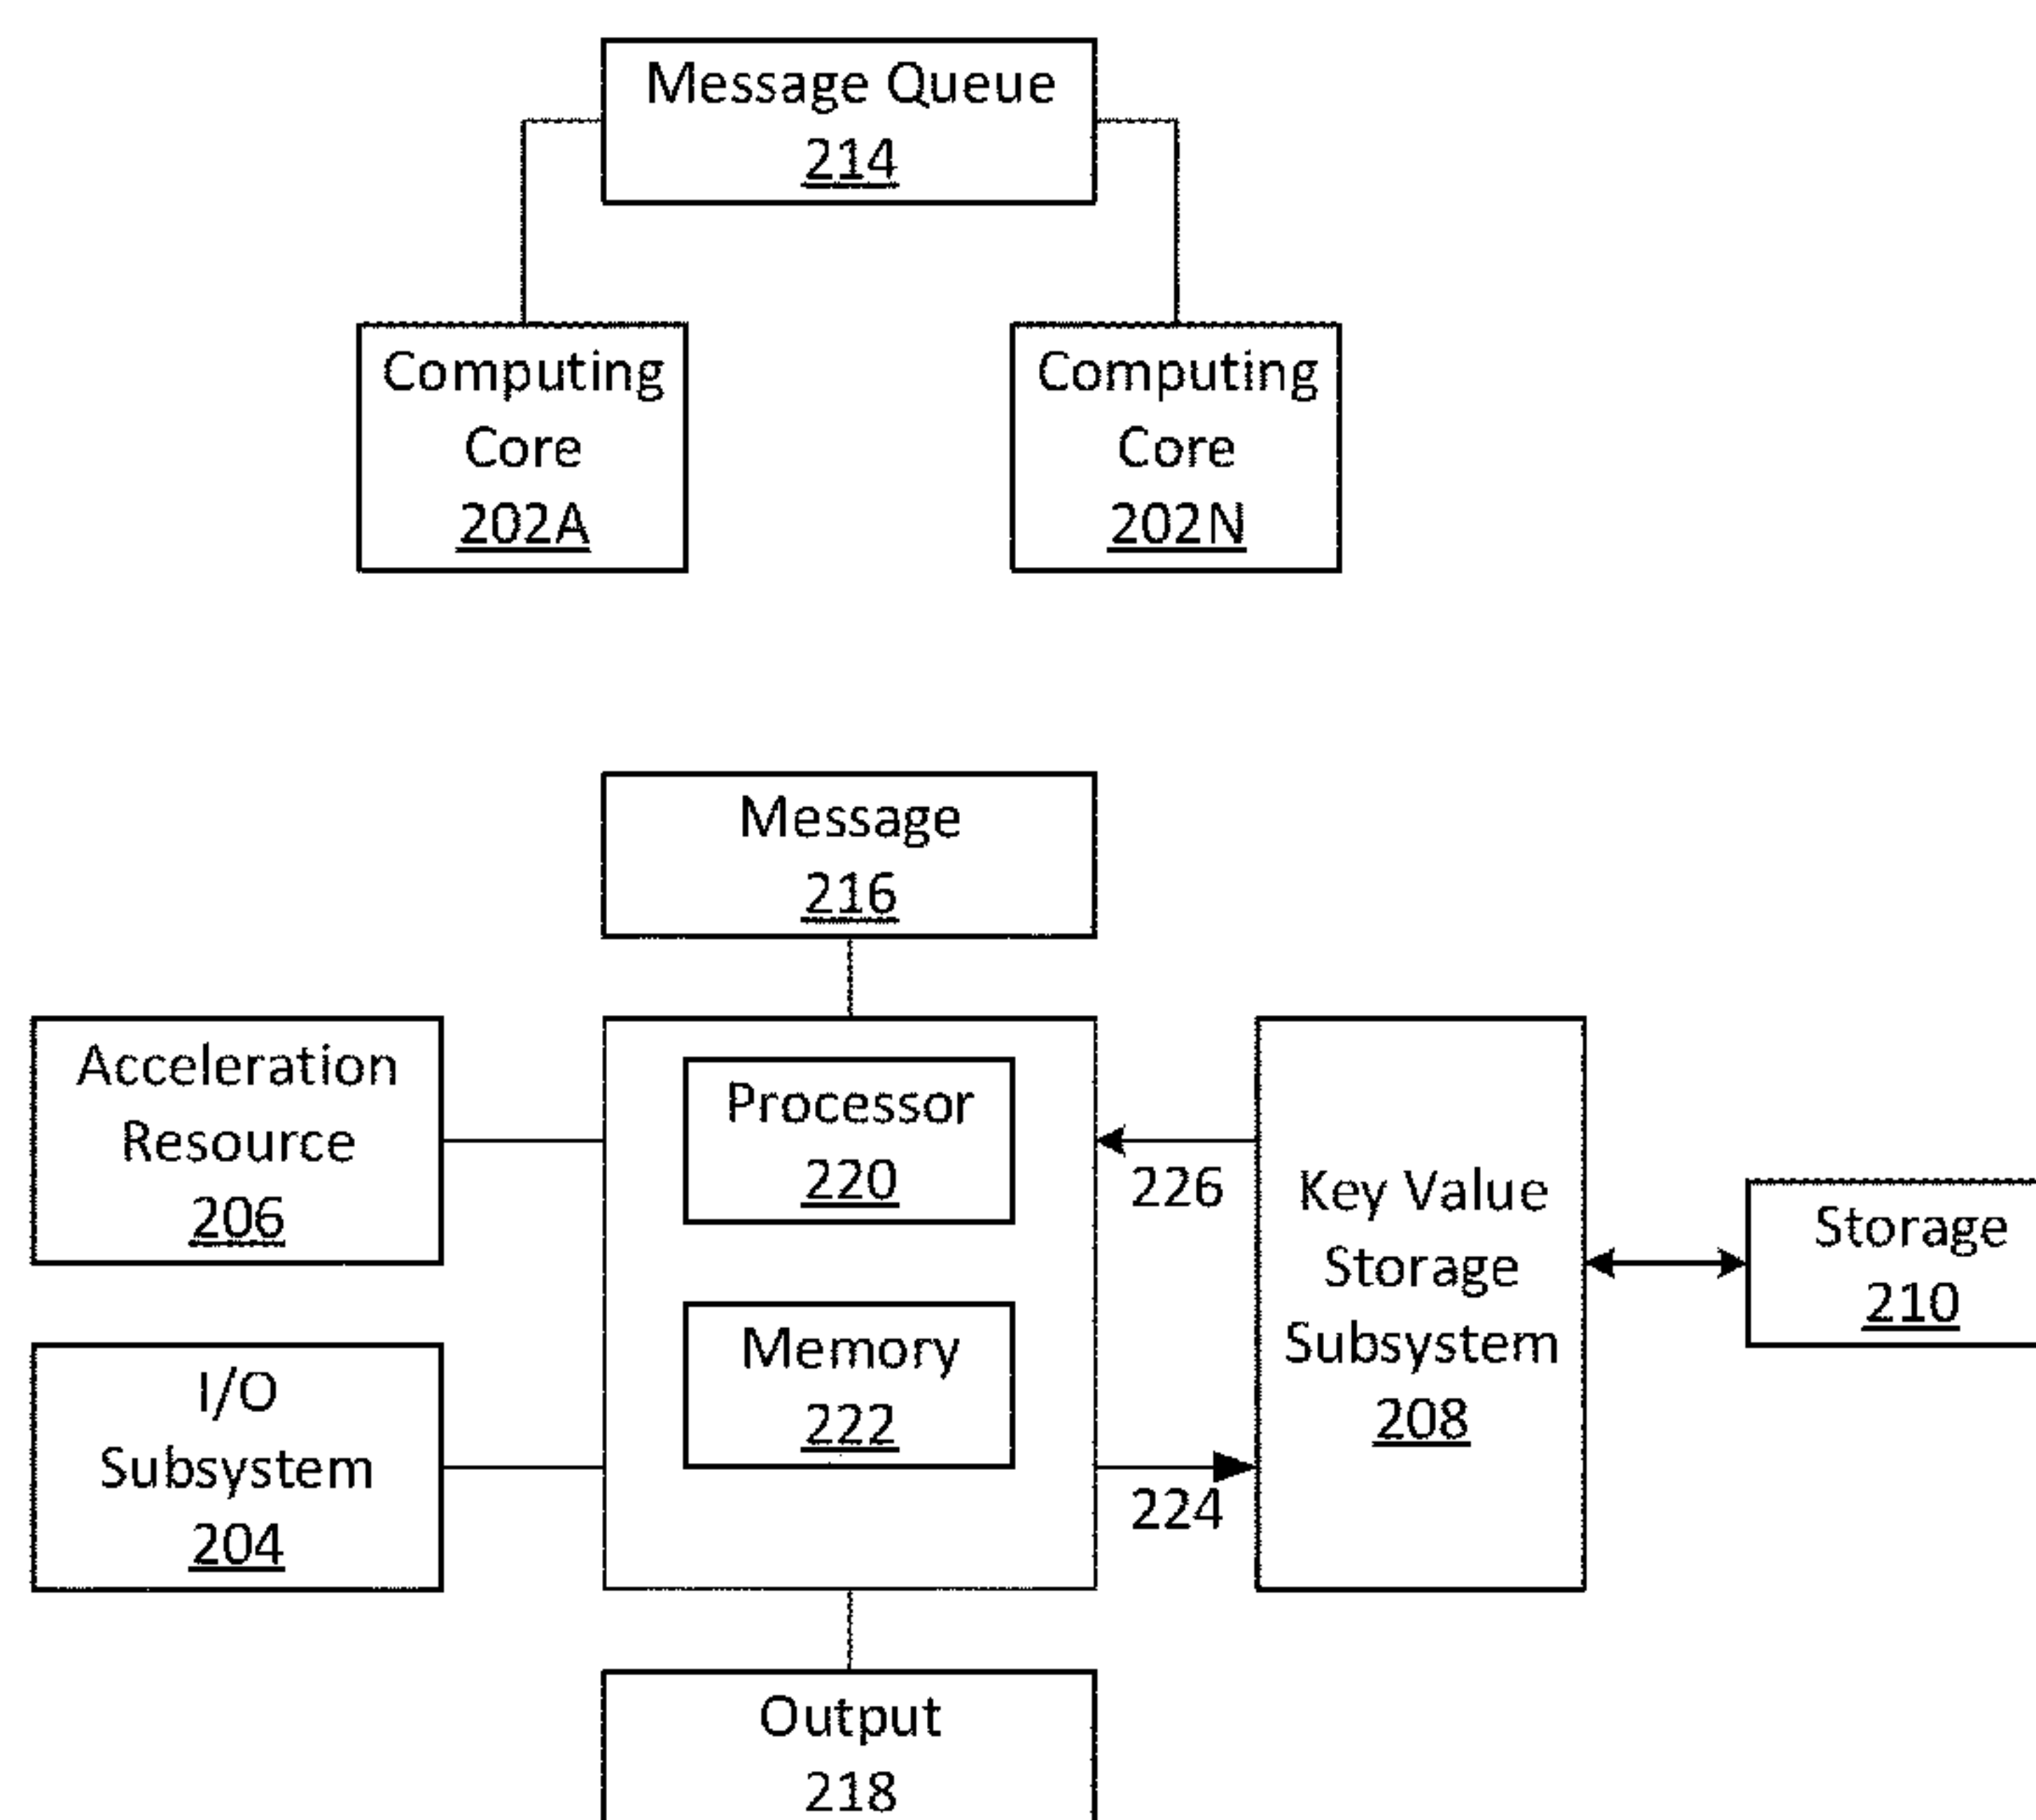 Message Queue
214
Computing
Core
202A
Computing
Core
202N
Message
216
Acceleration
Resource
206
Processor
220
226
Key Value
Storage
Subsystem
208
Storage
210
I/O
Subsystem
204
Memory
222
224
Output
218